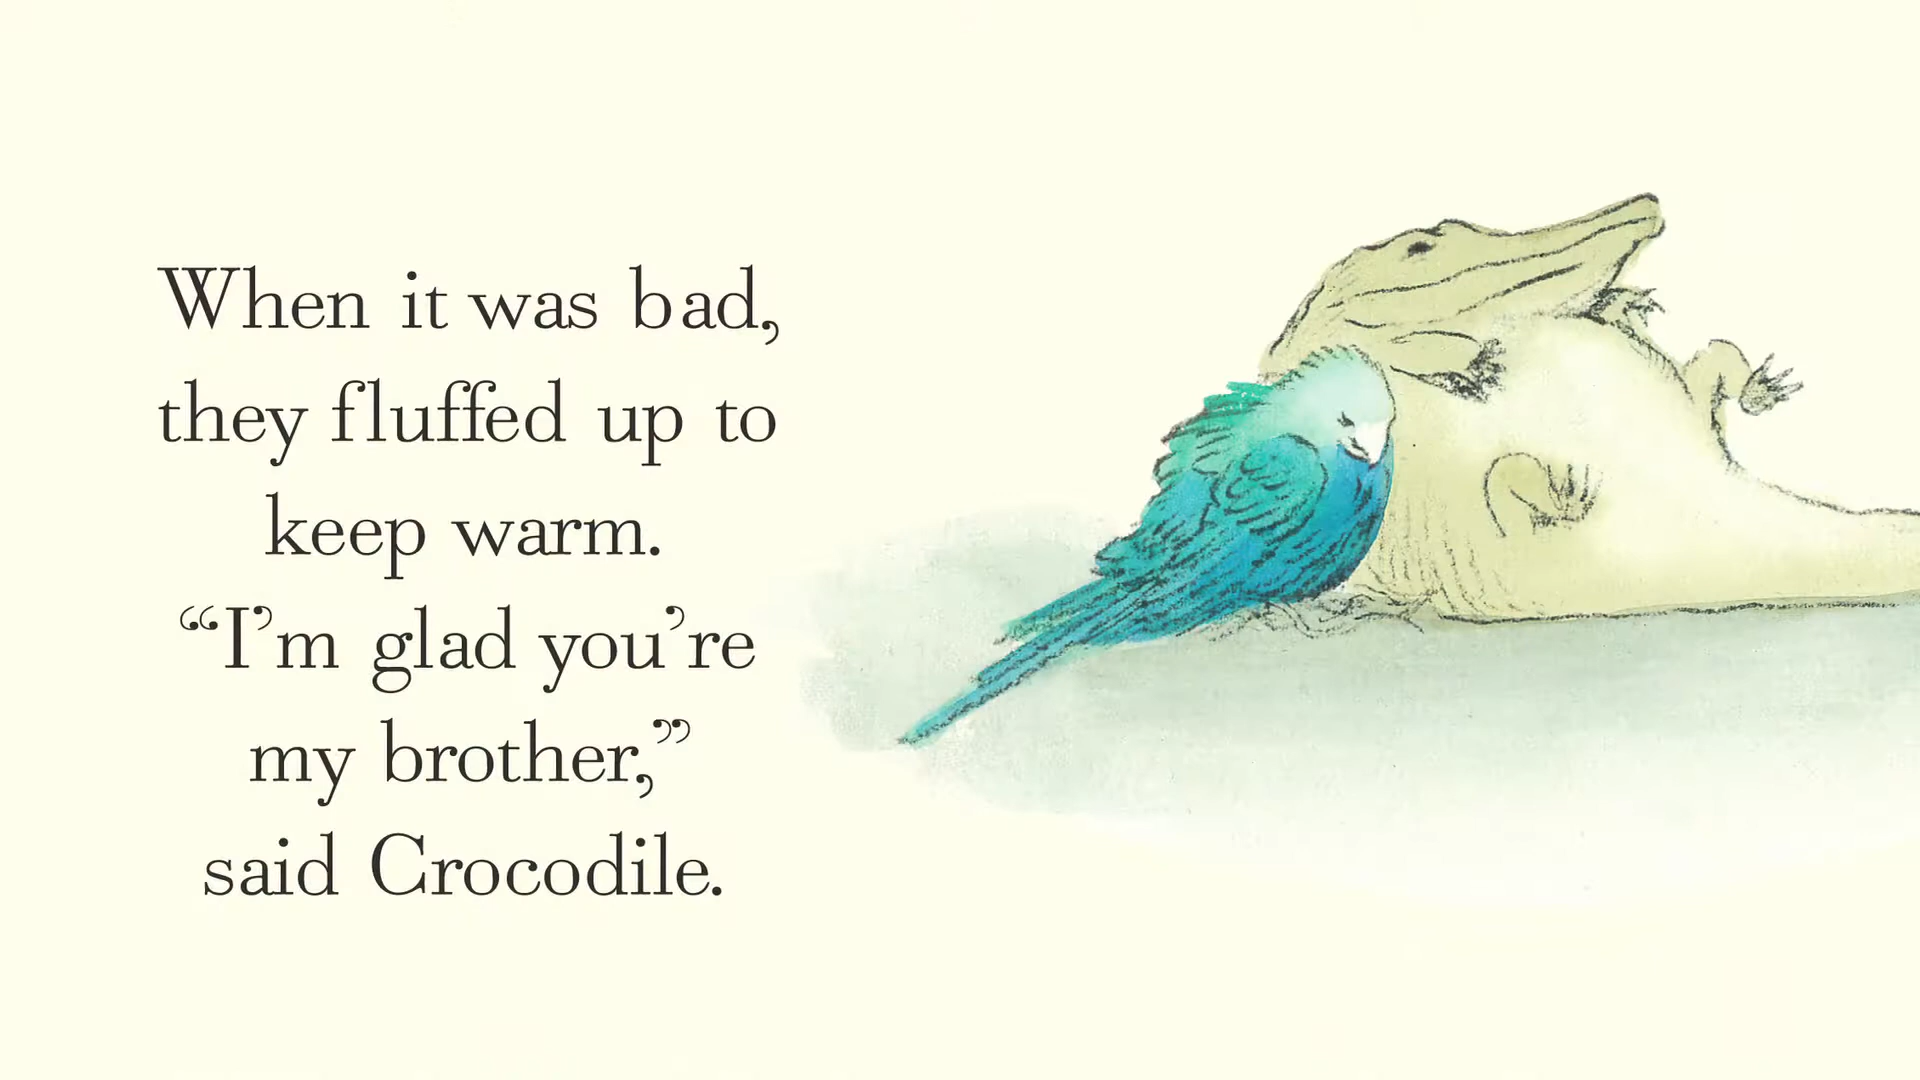 When it was bad,
they fluffed up to
keep warm.
“I’m glad you’re
my brother,”
said Crocodile.